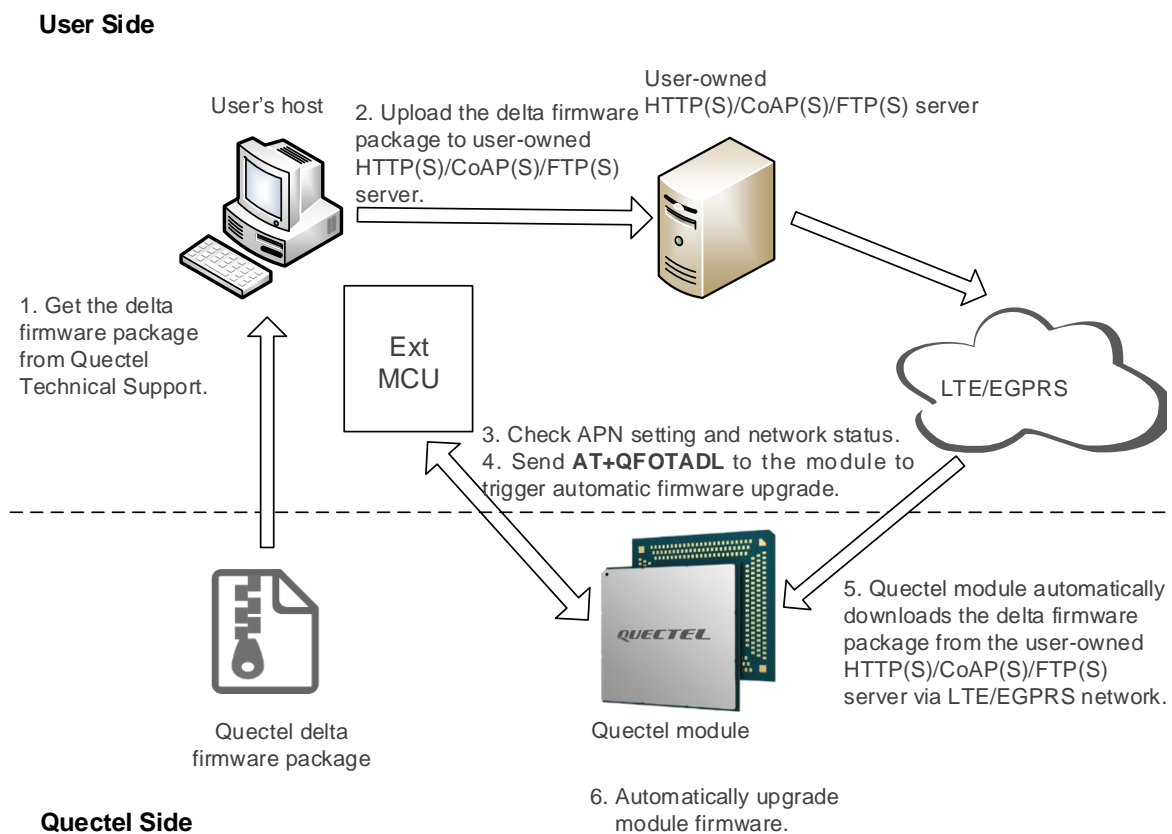 User Side
User's host
2. Upload the delta firmware
package to user-owned
HTTP(S)/CoAP(S)/FTP(S)
server.
User-owned
HTTP(S)/CoAP(S)/FTP(S) server
1. Get the delta
firmware package
from Quectel
Technical Support.
Ext
MCU
LTE/EGPRS
3. Check APN setting and network status.
4. Send AT+QFOTADL to the module to
trigger automatic firmware upgrade.
QUECTEL
5. Quectel module automatically
downloads the delta firmware
package from the user-owned
HTTP(S)/CoAP(S)/FTP(S)
server via LTE/EGPRS network.
Quectel delta
firmware package
Quectel module
6. Automatically upgrade
module firmware.
Quectel Side